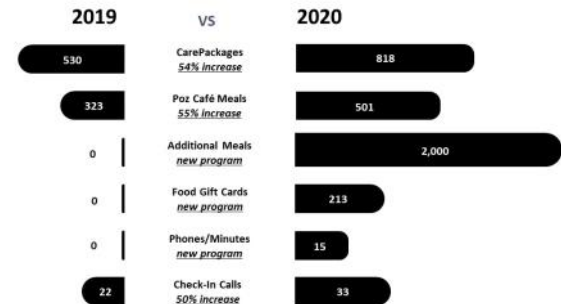 2019 VS 2020
530 CarePackages 818
54% increase
323 Poz Café Meals 501
55% increase
0 Additional Meals 2,000
new program
0 Food Gift Cards 213
new program
0 Phones/Minutes 15
new program
22 Check-In Calls 33
50% increase